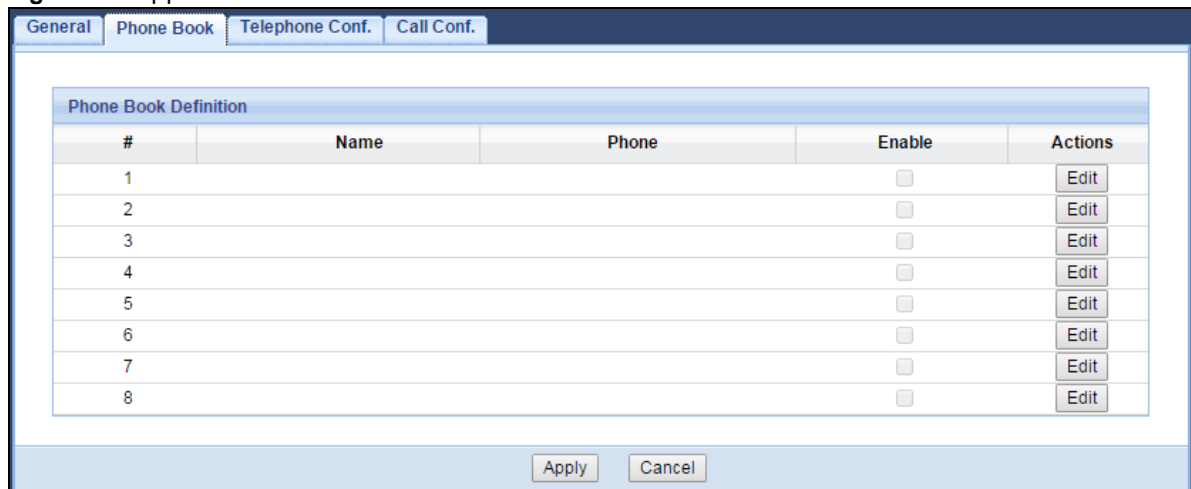 General Phone Book Telephone Conf. Call Conf.
Phone Book Definition
# Name Phone Enable Actions
1 Edit
2 Edit
3 Edit
4 Edit
5 Edit
6 Edit
7 Edit
8 Edit
Apply Cancel